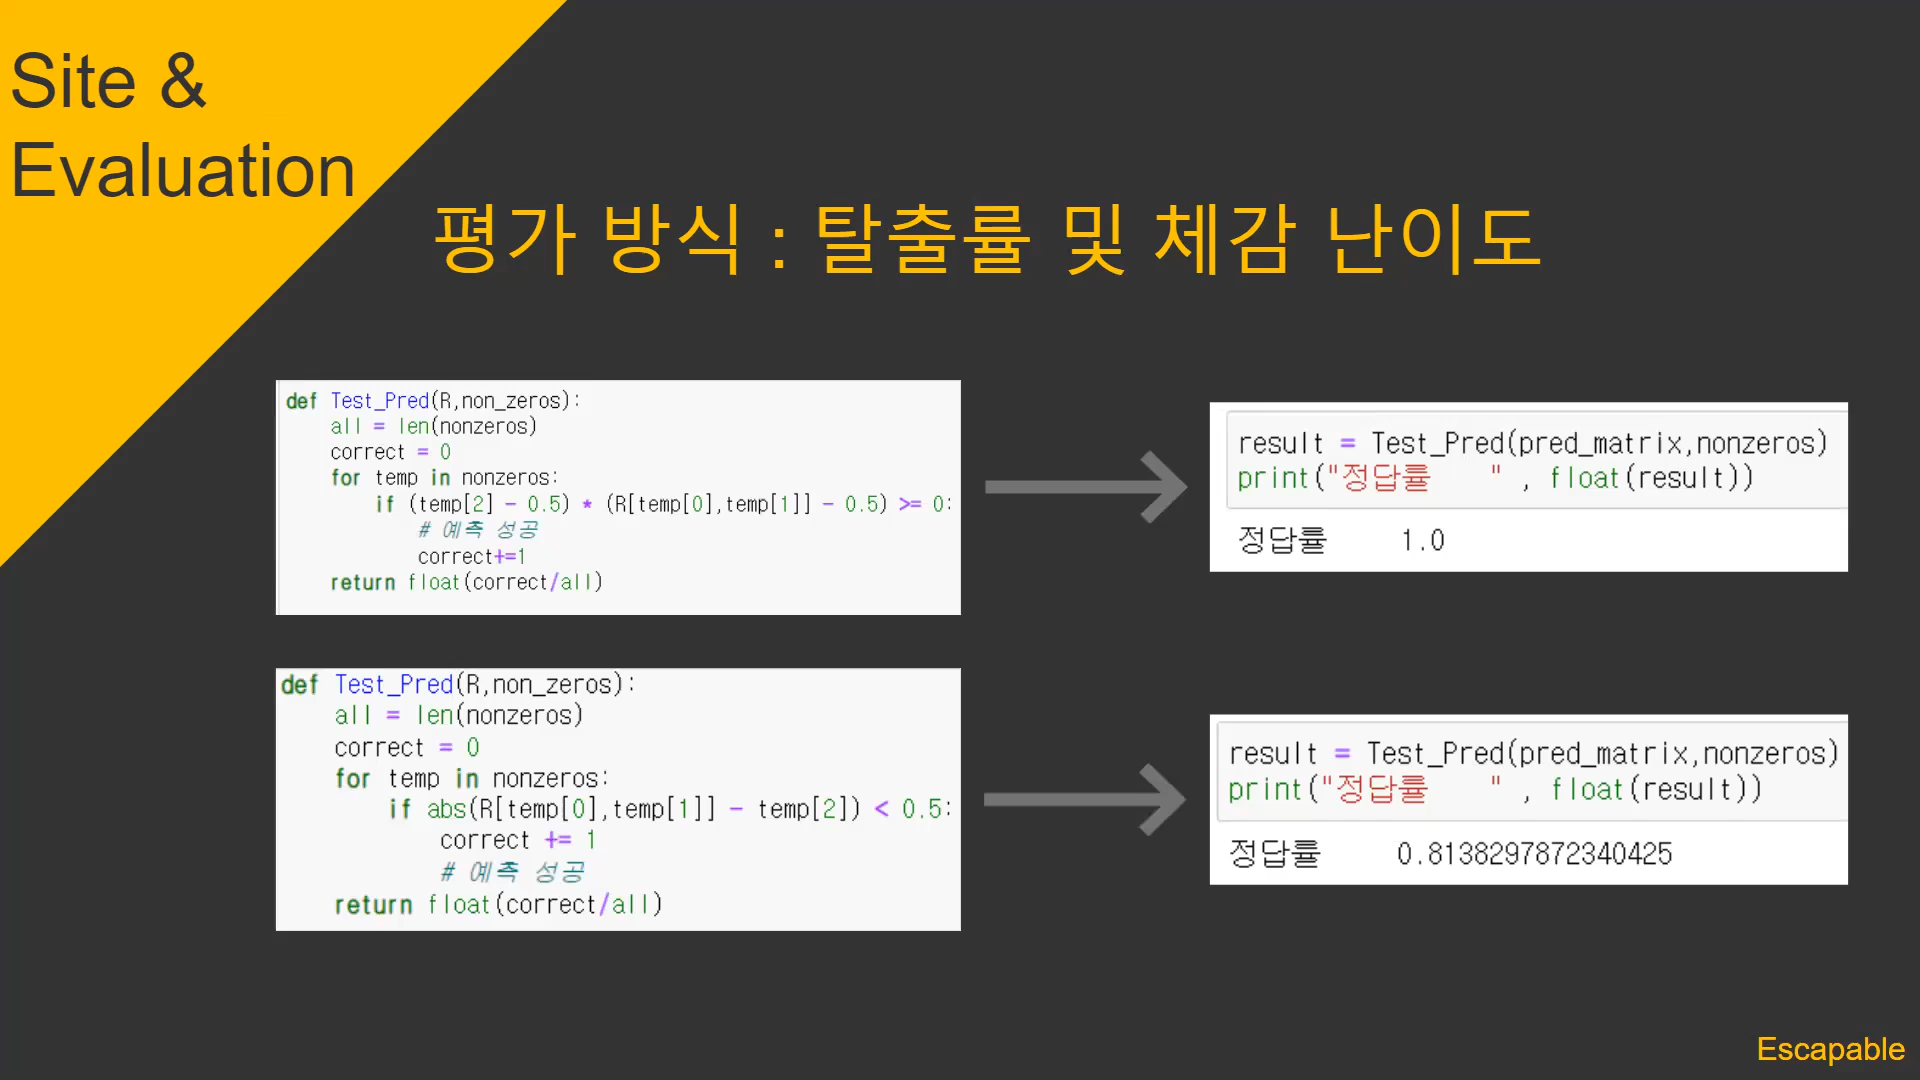 Site &
Evaluation
평가 방식 : 탈출률 및 체감 난이도
def Test_Pred(R,non_zeros):
all = len(nonzeros)
correct = 0
for temp in nonzeros:
if (temp[2] - 0.5) * (R[temp[0],temp[1]] - 0.5) >= 0:
# 예측 성공
correct+=1
return float(correct/all)
result = Test_Pred(pred_matrix,nonzeros)
print("정답률    " , float(result))
정답률    1.0
def Test_Pred(R,non_zeros):
all = len(nonzeros)
correct = 0
for temp in nonzeros:
if abs(R[temp[0],temp[1]] - temp[2]) < 0.5:
correct += 1
# 예측 성공
return float(correct/all)
result = Test_Pred(pred_matrix,nonzeros)
print("정답률    " , float(result))
정답률    0.8138297872340425
Escapable